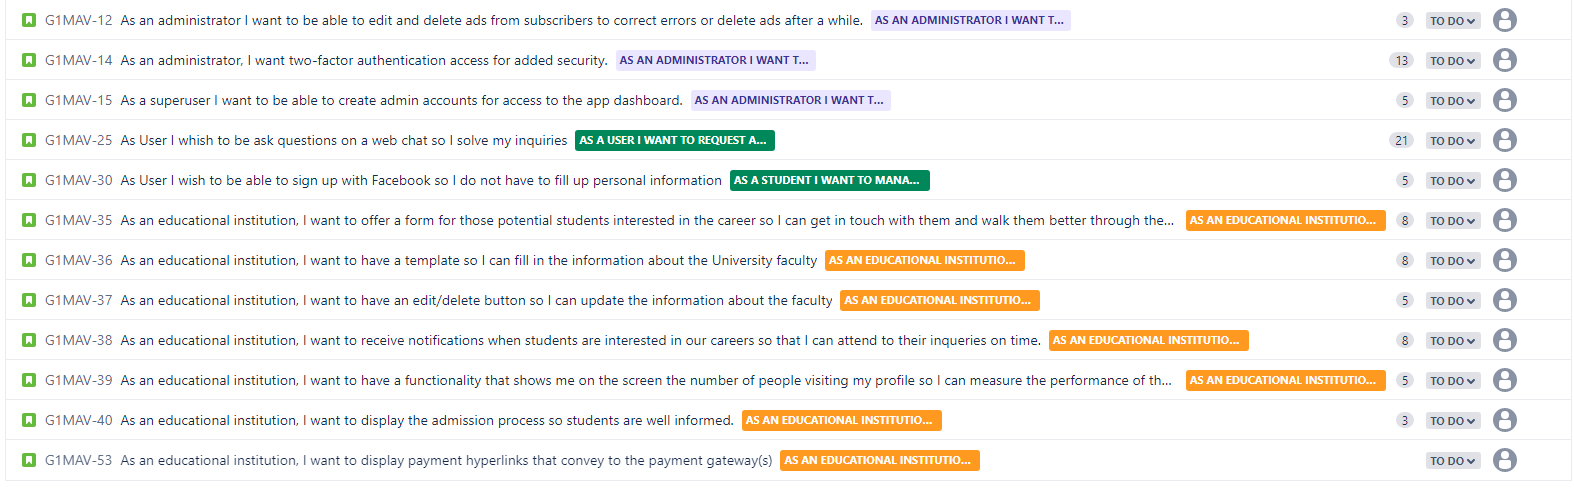 G1MAV-12 As an administrator I want to be able to edit and delete ads from subscribers to correct errors or delete ads after a while. AS AN ADMINISTRATOR I WANT T... 3 TO DO
G1MAV-14 As an administrator, I want two-factor authentication access for added security. AS AN ADMINISTRATOR I WANT T... 13 TO DO
G1MAV-15 As a superuser I want to be able to create admin accounts for access to the app dashboard. AS AN ADMINISTRATOR I WANT T... 5 TO DO
G1MAV-25 As User I whish to be ask questions on a web chat so I solve my inquiries AS A USER I WANT TO REQUEST A... 21 TO DO
G1MAV-30 As User I wish to be able to sign up with Facebook so I do not have to fill up personal information AS A STUDENT I WANT TO MANA... 5 TO DO
G1MAV-35 As an educational institution, I want to offer a form for those potential students interested in the career so I can get in touch with them and walk them better through the... AS AN EDUCATIONAL INSTITUTIO... 8 TO DO
G1MAV-36 As an educational institution, I want to have a template so I can fill in the information about the University faculty AS AN EDUCATIONAL INSTITUTIO... 8 TO DO
G1MAV-37 As an educational institution, I want to have an edit/delete button so I can update the information about the faculty AS AN EDUCATIONAL INSTITUTIO... 5 TO DO
G1MAV-38 As an educational institution, I want to receive notifications when students are interested in our careers so that I can attend to their inqueries on time. AS AN EDUCATIONAL INSTITUTIO... 8 TO DO
G1MAV-39 As an educational institution, I want to have a functionality that shows me on the screen the number of people visiting my profile so I can measure the performance of th... AS AN EDUCATIONAL INSTITUTIO... 5 TO DO
G1MAV-40 As an educational institution, I want to display the admission process so students are well informed. AS AN EDUCATIONAL INSTITUTIO... 3 TO DO
G1MAV-53 As an educational institution, I want to display payment hyperlinks that convey to the payment gateway(s) AS AN EDUCATIONAL INSTITUTIO... TO DO